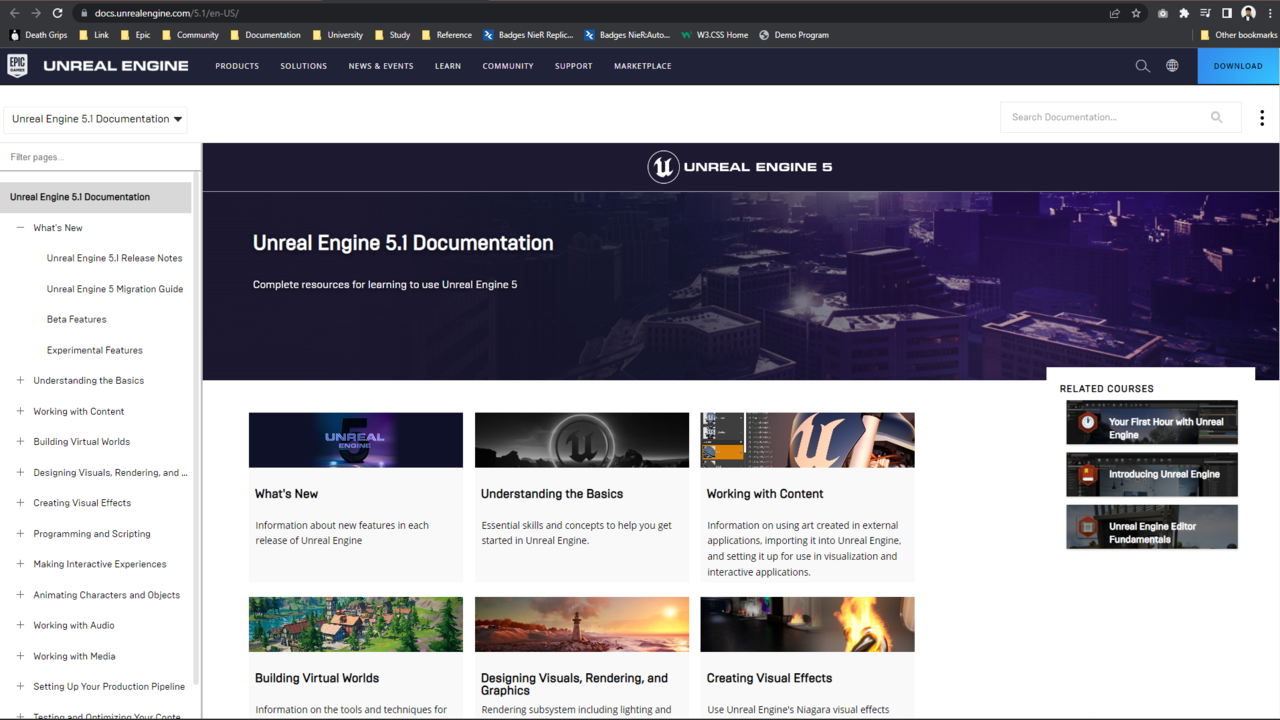 docs.unrealengine.com/5.1/en-US/
Death Grips
Link
Epic
Community
Documentation
University
Study
Reference
Badges NieR Replic...
Badges NieR:Auto...
W3.CSS Home
Demo Program
Other bookmarks
EPIC GAMES
UNREAL ENGINE
PRODUCTS
SOLUTIONS
NEWS & EVENTS
LEARN
COMMUNITY
SUPPORT
MARKETPLACE
DOWNLOAD
Unreal Engine 5.1 Documentation
Search Documentation...
Filter pages...
Unreal Engine 5.1 Documentation
What's New
Unreal Engine 5.1 Release Notes
Unreal Engine 5 Migration Guide
Beta Features
Experimental Features
Understanding the Basics
Working with Content
Building Virtual Worlds
Designing Visuals, Rendering, and ...
Creating Visual Effects
Programming and Scripting
Making Interactive Experiences
Animating Characters and Objects
Working with Audio
Working with Media
Setting Up Your Production Pipeline
Testing and Optimizing Your Conte
UNREAL ENGINE 5
Unreal Engine 5.1 Documentation
Complete resources for learning to use Unreal Engine 5
UNREAL
ENGINE
5
What's New
Information about new features in each
release of Unreal Engine
Understanding the Basics
Essential skills and concepts to help you get
started in Unreal Engine.
Working with Content
Information on using art created in external
applications, importing it into Unreal Engine,
and setting it up for use in visualization and
interactive applications.
Building Virtual Worlds
Information on the tools and techniques for
Designing Visuals, Rendering, and
Graphics
Rendering subsystem including lighting and
Creating Visual Effects
Use Unreal Engine's Niagara visual effects
RELATED COURSES
Your First Hour with Unreal
Engine
Introducing Unreal Engine
Unreal Engine Editor
Fundamentals